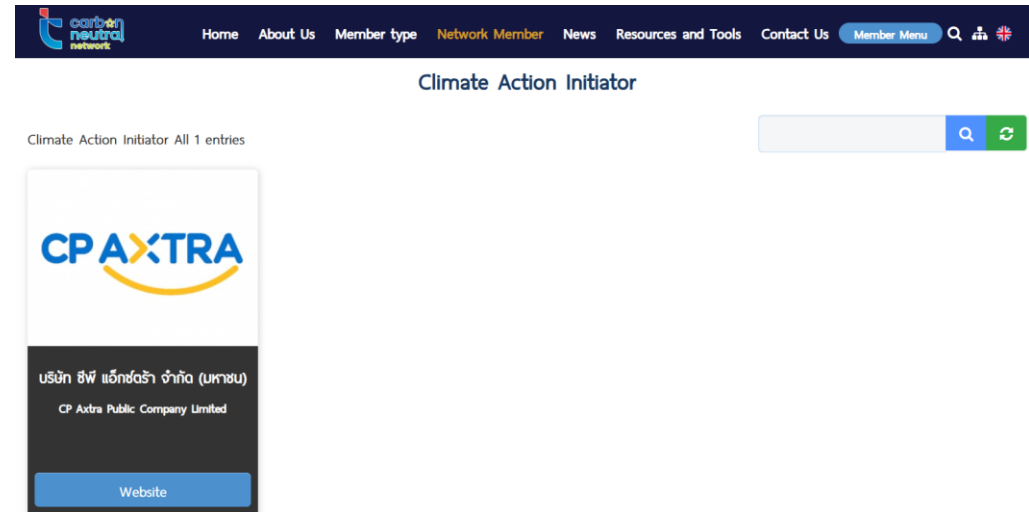 carbon
neutral
network
Home About Us Member type Network Member News Resources and Tools Contact Us Member Menu
Climate Action Initiator
Climate Action Initiator All 1 entries
CP AXTRA
บริษัท ซีพี แอ็กซ์ตร้า จำกัด (มหาชน)
CP Axtra Public Company Limited
Website